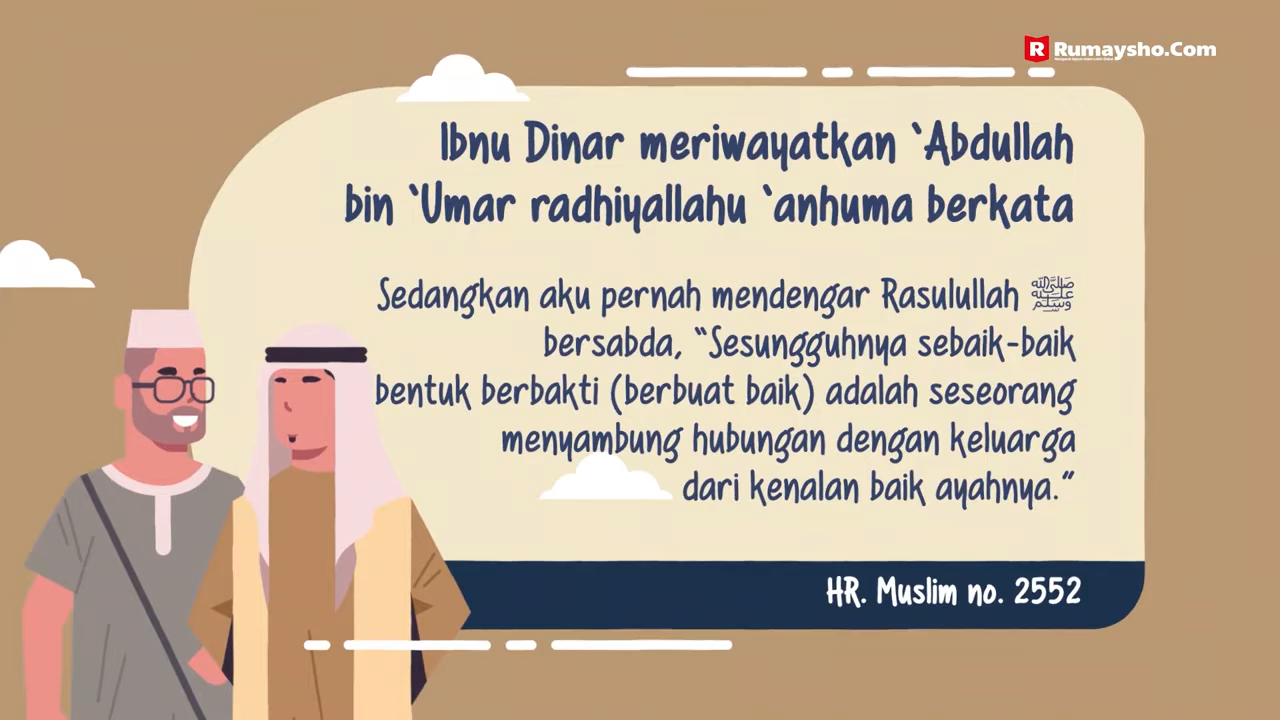 Rumaysho.Com
Ibnu Dinar meriwayatkan `Abdullah
bin `Umar radhiyallahu `anhuma berkata
Sedangkan aku pernah mendengar Rasulullah ﷺ
bersabda, “Sesungguhnya sebaik-baik
bentuk berbakti (berbuat baik) adalah seseorang
menyambung hubungan dengan keluarga
dari kenalan baik ayahnya.”
HR. Muslim no. 2552